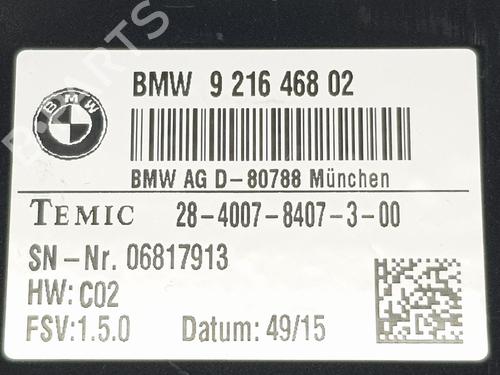 BMW 9 216 468 02
BMW
BMW AG D-80788 München
TEMIC 28-4007-8407-3-00
SN-Nr. 06817913
HW: C02
FSV:1.5.0 Datum: 49/15